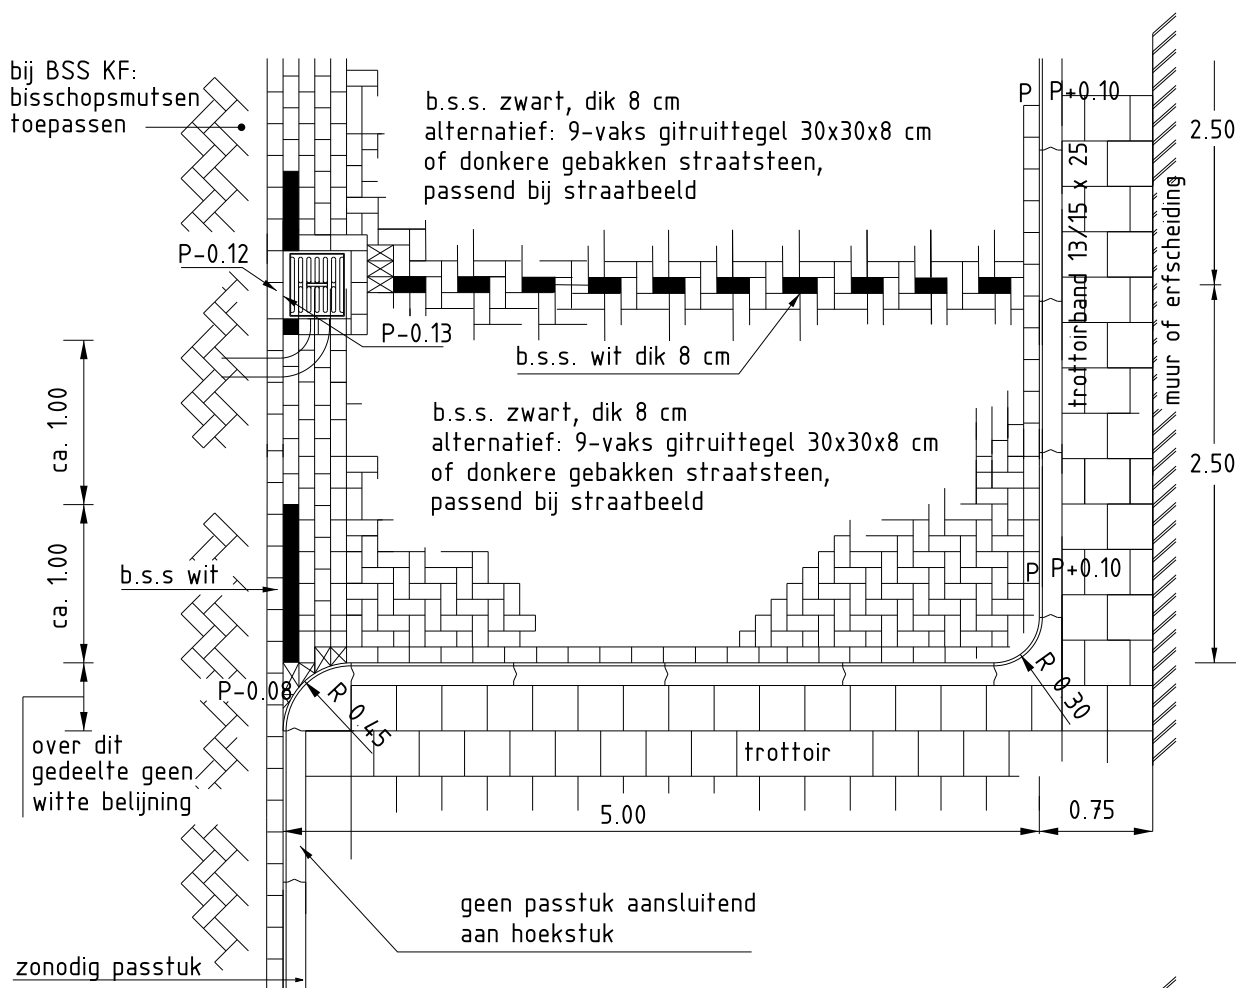 bij BSS KF:
bisschopsmutsen
toepassen
b.s.s. zwart, dik 8 cm
alternatief: 9-vaks gitruittegel 30x30x8 cm
of donkere gebakken straatsteen,
passend bij straatbeeld
P
P+0.10
2.50
trottoirband 13/15 x 25
muur of erfscheiding
P-0.12
P-0.13
b.s.s. wit dik 8 cm
ca. 1.00
b.s.s. zwart, dik 8 cm
alternatief: 9-vaks gitruittegel 30x30x8 cm
of donkere gebakken straatsteen,
passend bij straatbeeld
2.50
ca. 1.00
b.s.s wit
P
P+0.10
P-0.08
R 0.45
R 0.30
over dit
gedeelte geen
witte belijning
trottoir
5.00
0.75
geen passtuk aansluitend
aan hoekstuk
zonodig passtuk